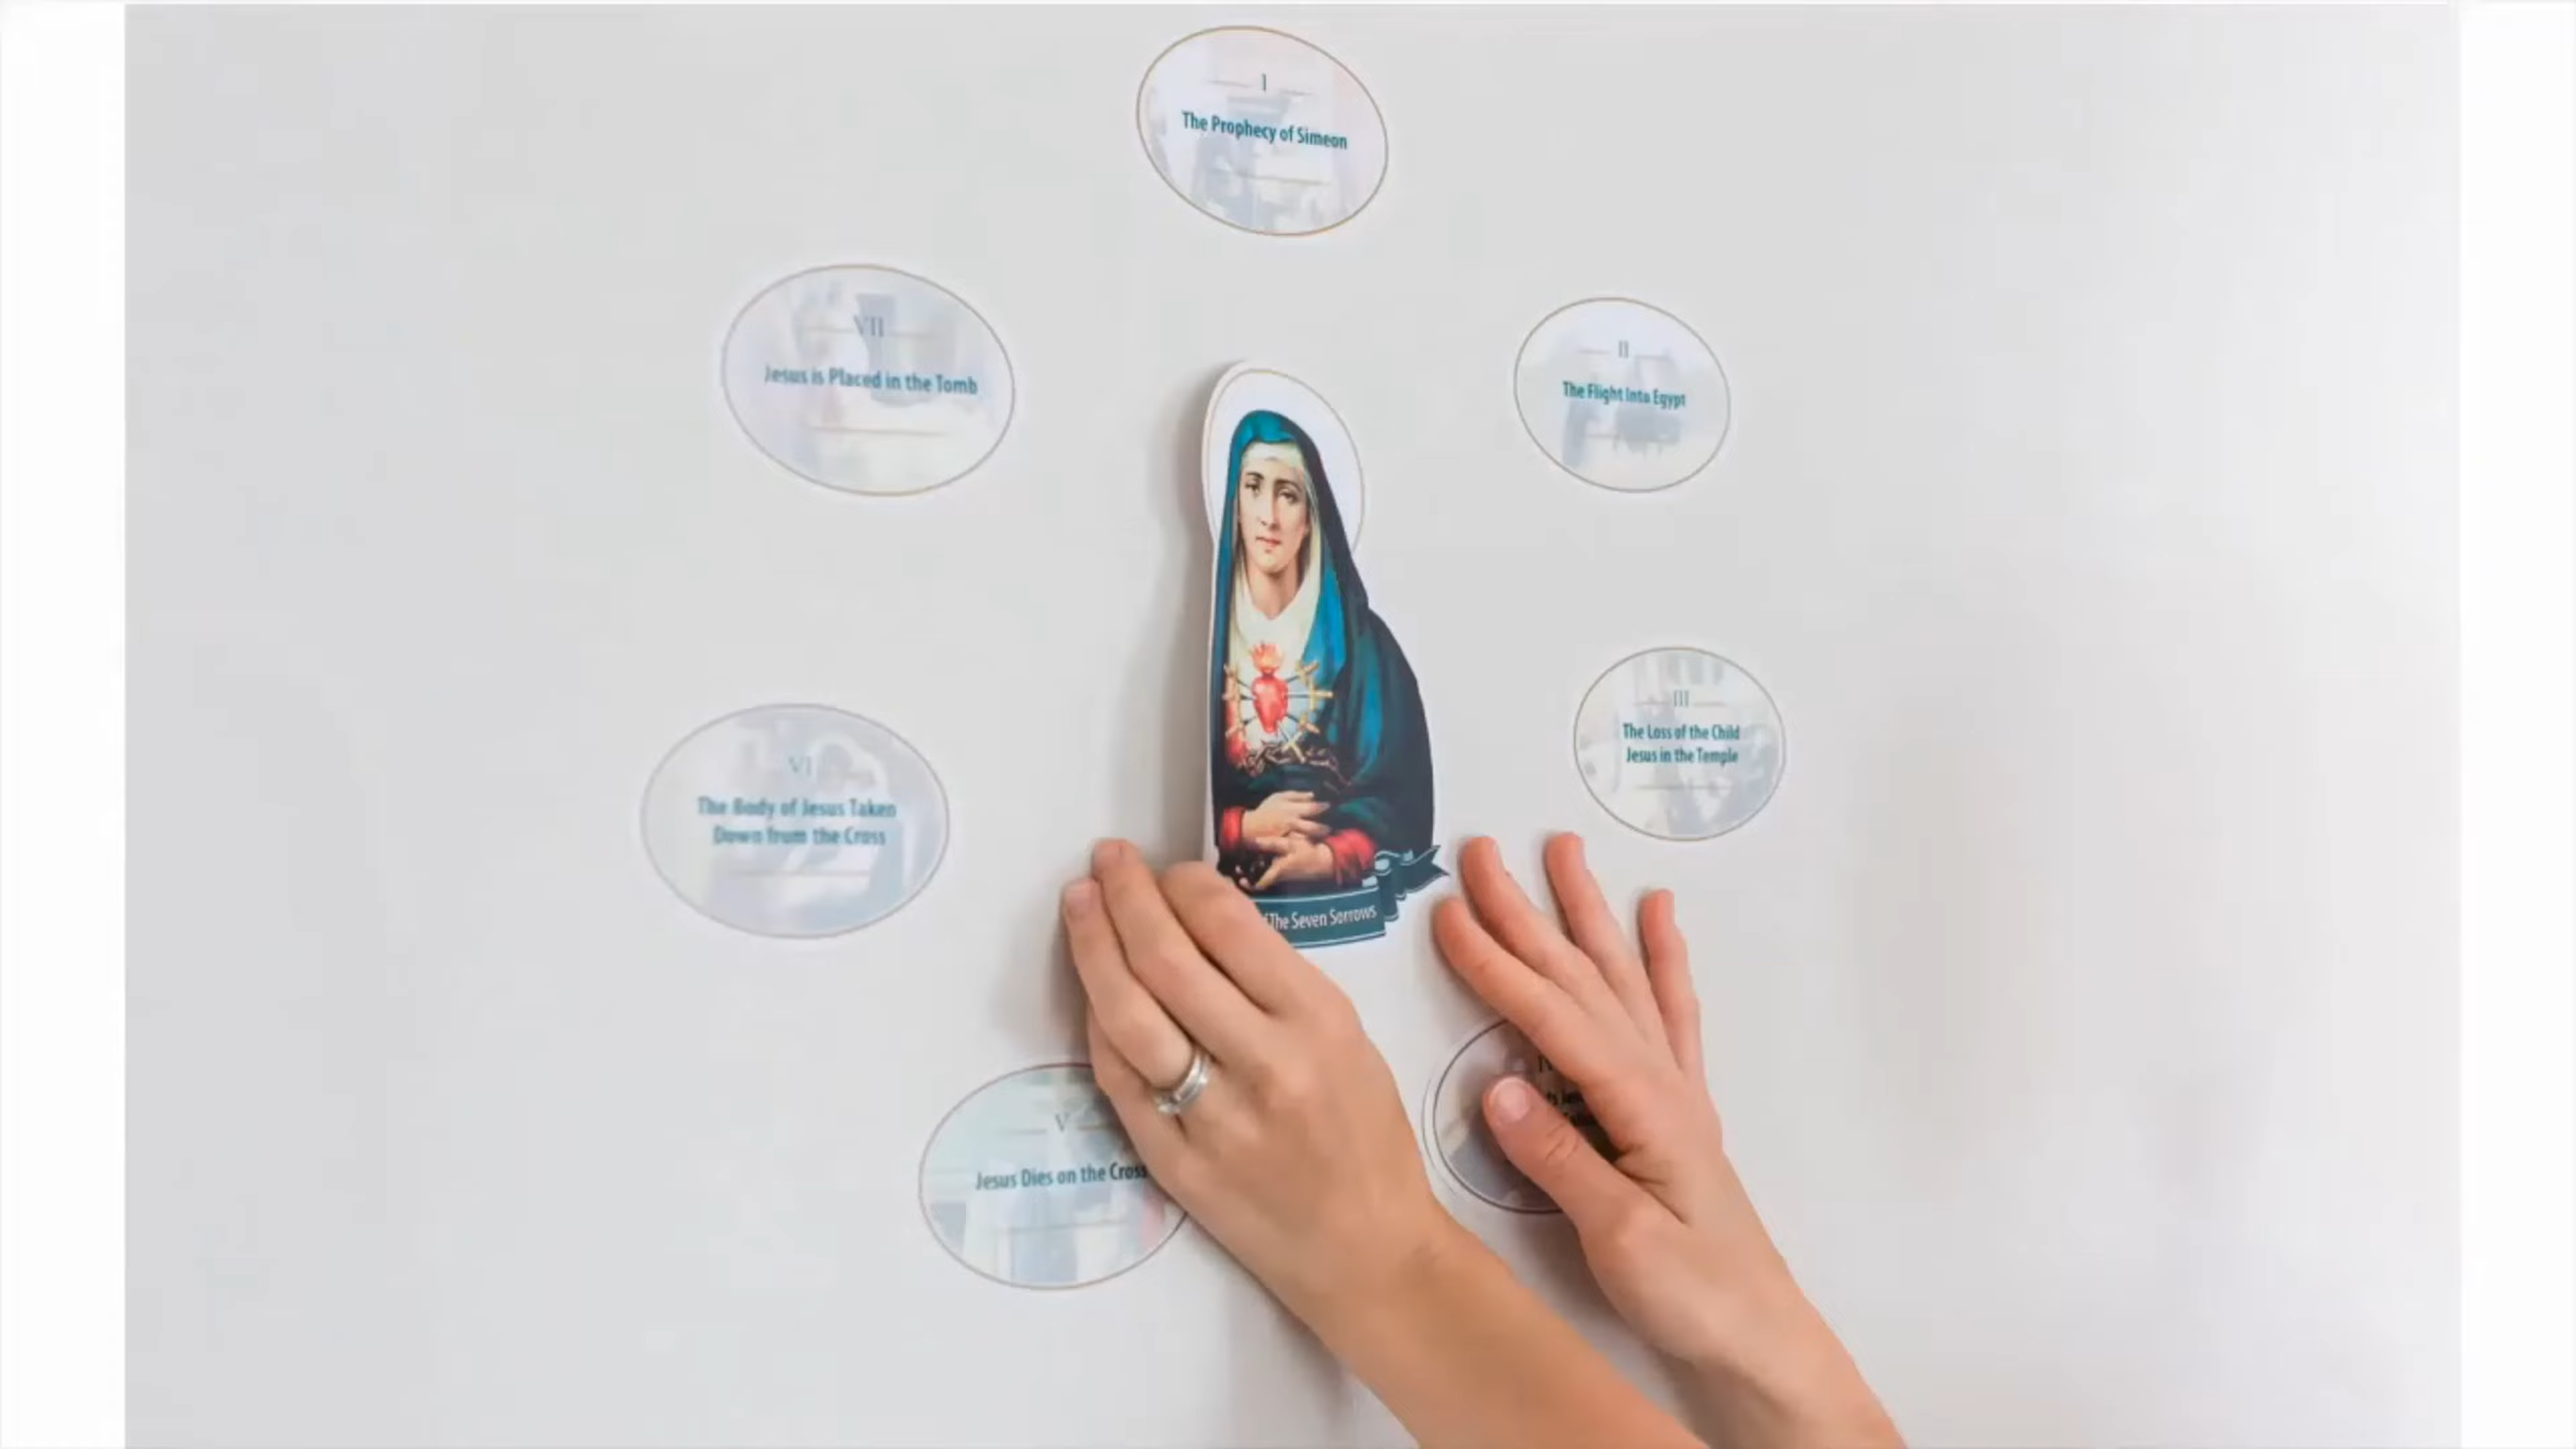 I
The Prophecy of Simeon
II
The Flight into Egypt
III
The Loss of the Child
Jesus in the Temple
V
Jesus Dies on the Cross
VI
The Body of Jesus Taken
Down from the Cross
VII
Jesus is Placed in the Tomb
The Seven Sorrows